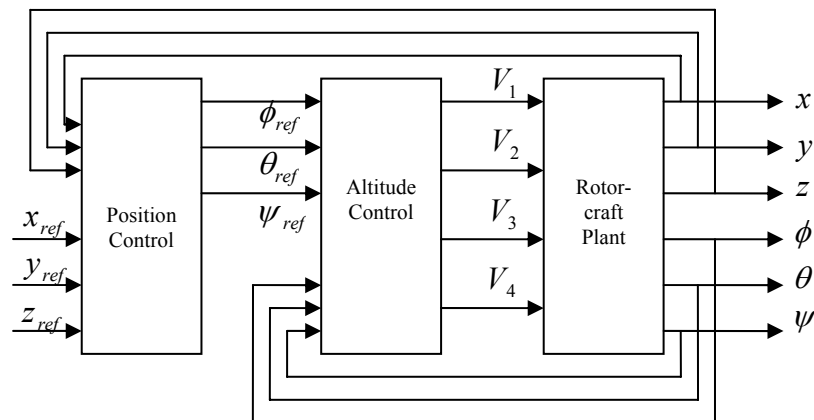 Position
Control
Altitude
Control
Rotor-
craft
Plant
x_ref
y_ref
z_ref
ϕ_ref
θ_ref
ψ_ref
V_1
V_2
V_3
V_4
x
y
z
ϕ
θ
ψ